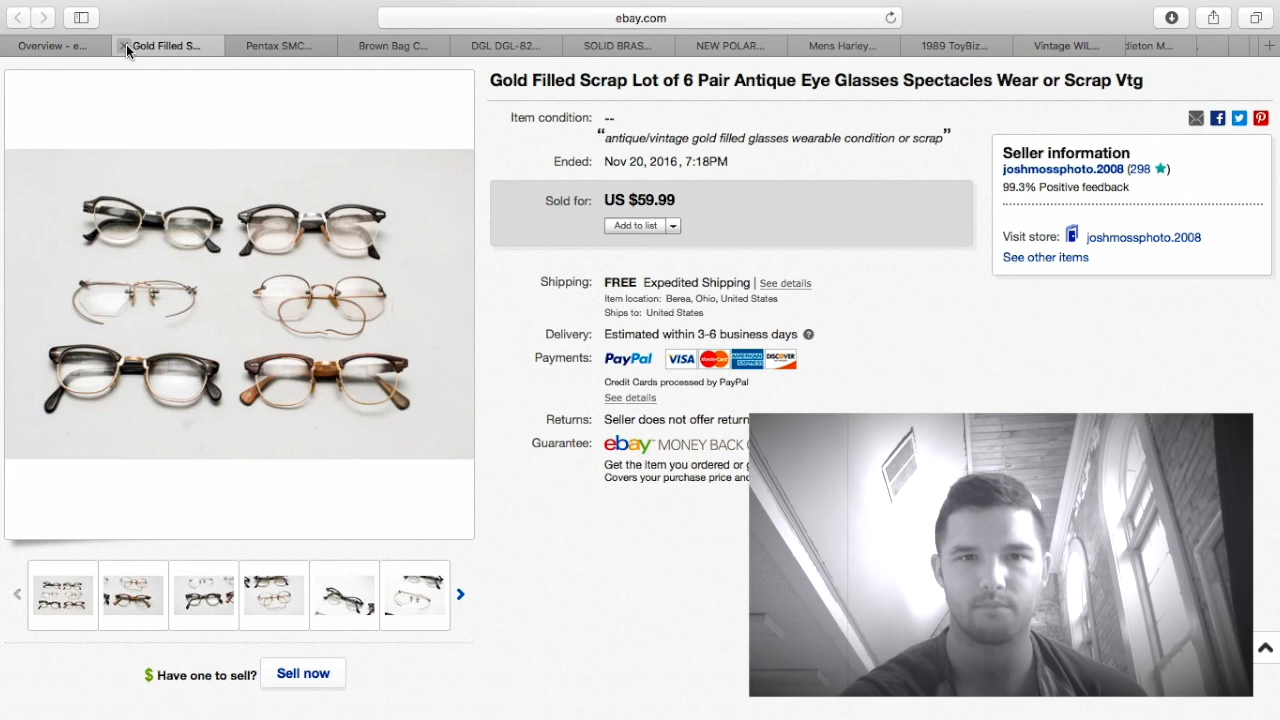 ebay.com
Overview - e...
Gold Filled S...
Pentax SMC...
Brown Bag C...
DGL DGL-82...
SOLID BRAS...
NEW POLAR...
Mens Harley...
1989 ToyBiz...
Vintage WIL...
dleton M...
Gold Filled Scrap Lot of 6 Pair Antique Eye Glasses Spectacles Wear or Scrap Vtg
Item condition: --
“antique/vintage gold filled glasses wearable condition or scrap”
Ended: Nov 20, 2016 , 7:18PM
Sold for: US $59.99
Add to list
Seller information
joshmossphoto.2008 (298 ★)
99.3% Positive feedback
Visit store: joshmossphoto.2008
See other items
Shipping: FREE Expedited Shipping | See details
Item location: Berea, Ohio, United States
Ships to: United States
Delivery: Estimated within 3-6 business days ?
Payments: PayPal VISA MasterCard AMERICAN EXPRESS DISCOVER
Credit Cards processed by PayPal
See details
Returns: Seller does not offer return
Guarantee: ebay MONEY BACK
Get the item you ordered or g
Covers your purchase price and
$ Have one to sell? Sell now